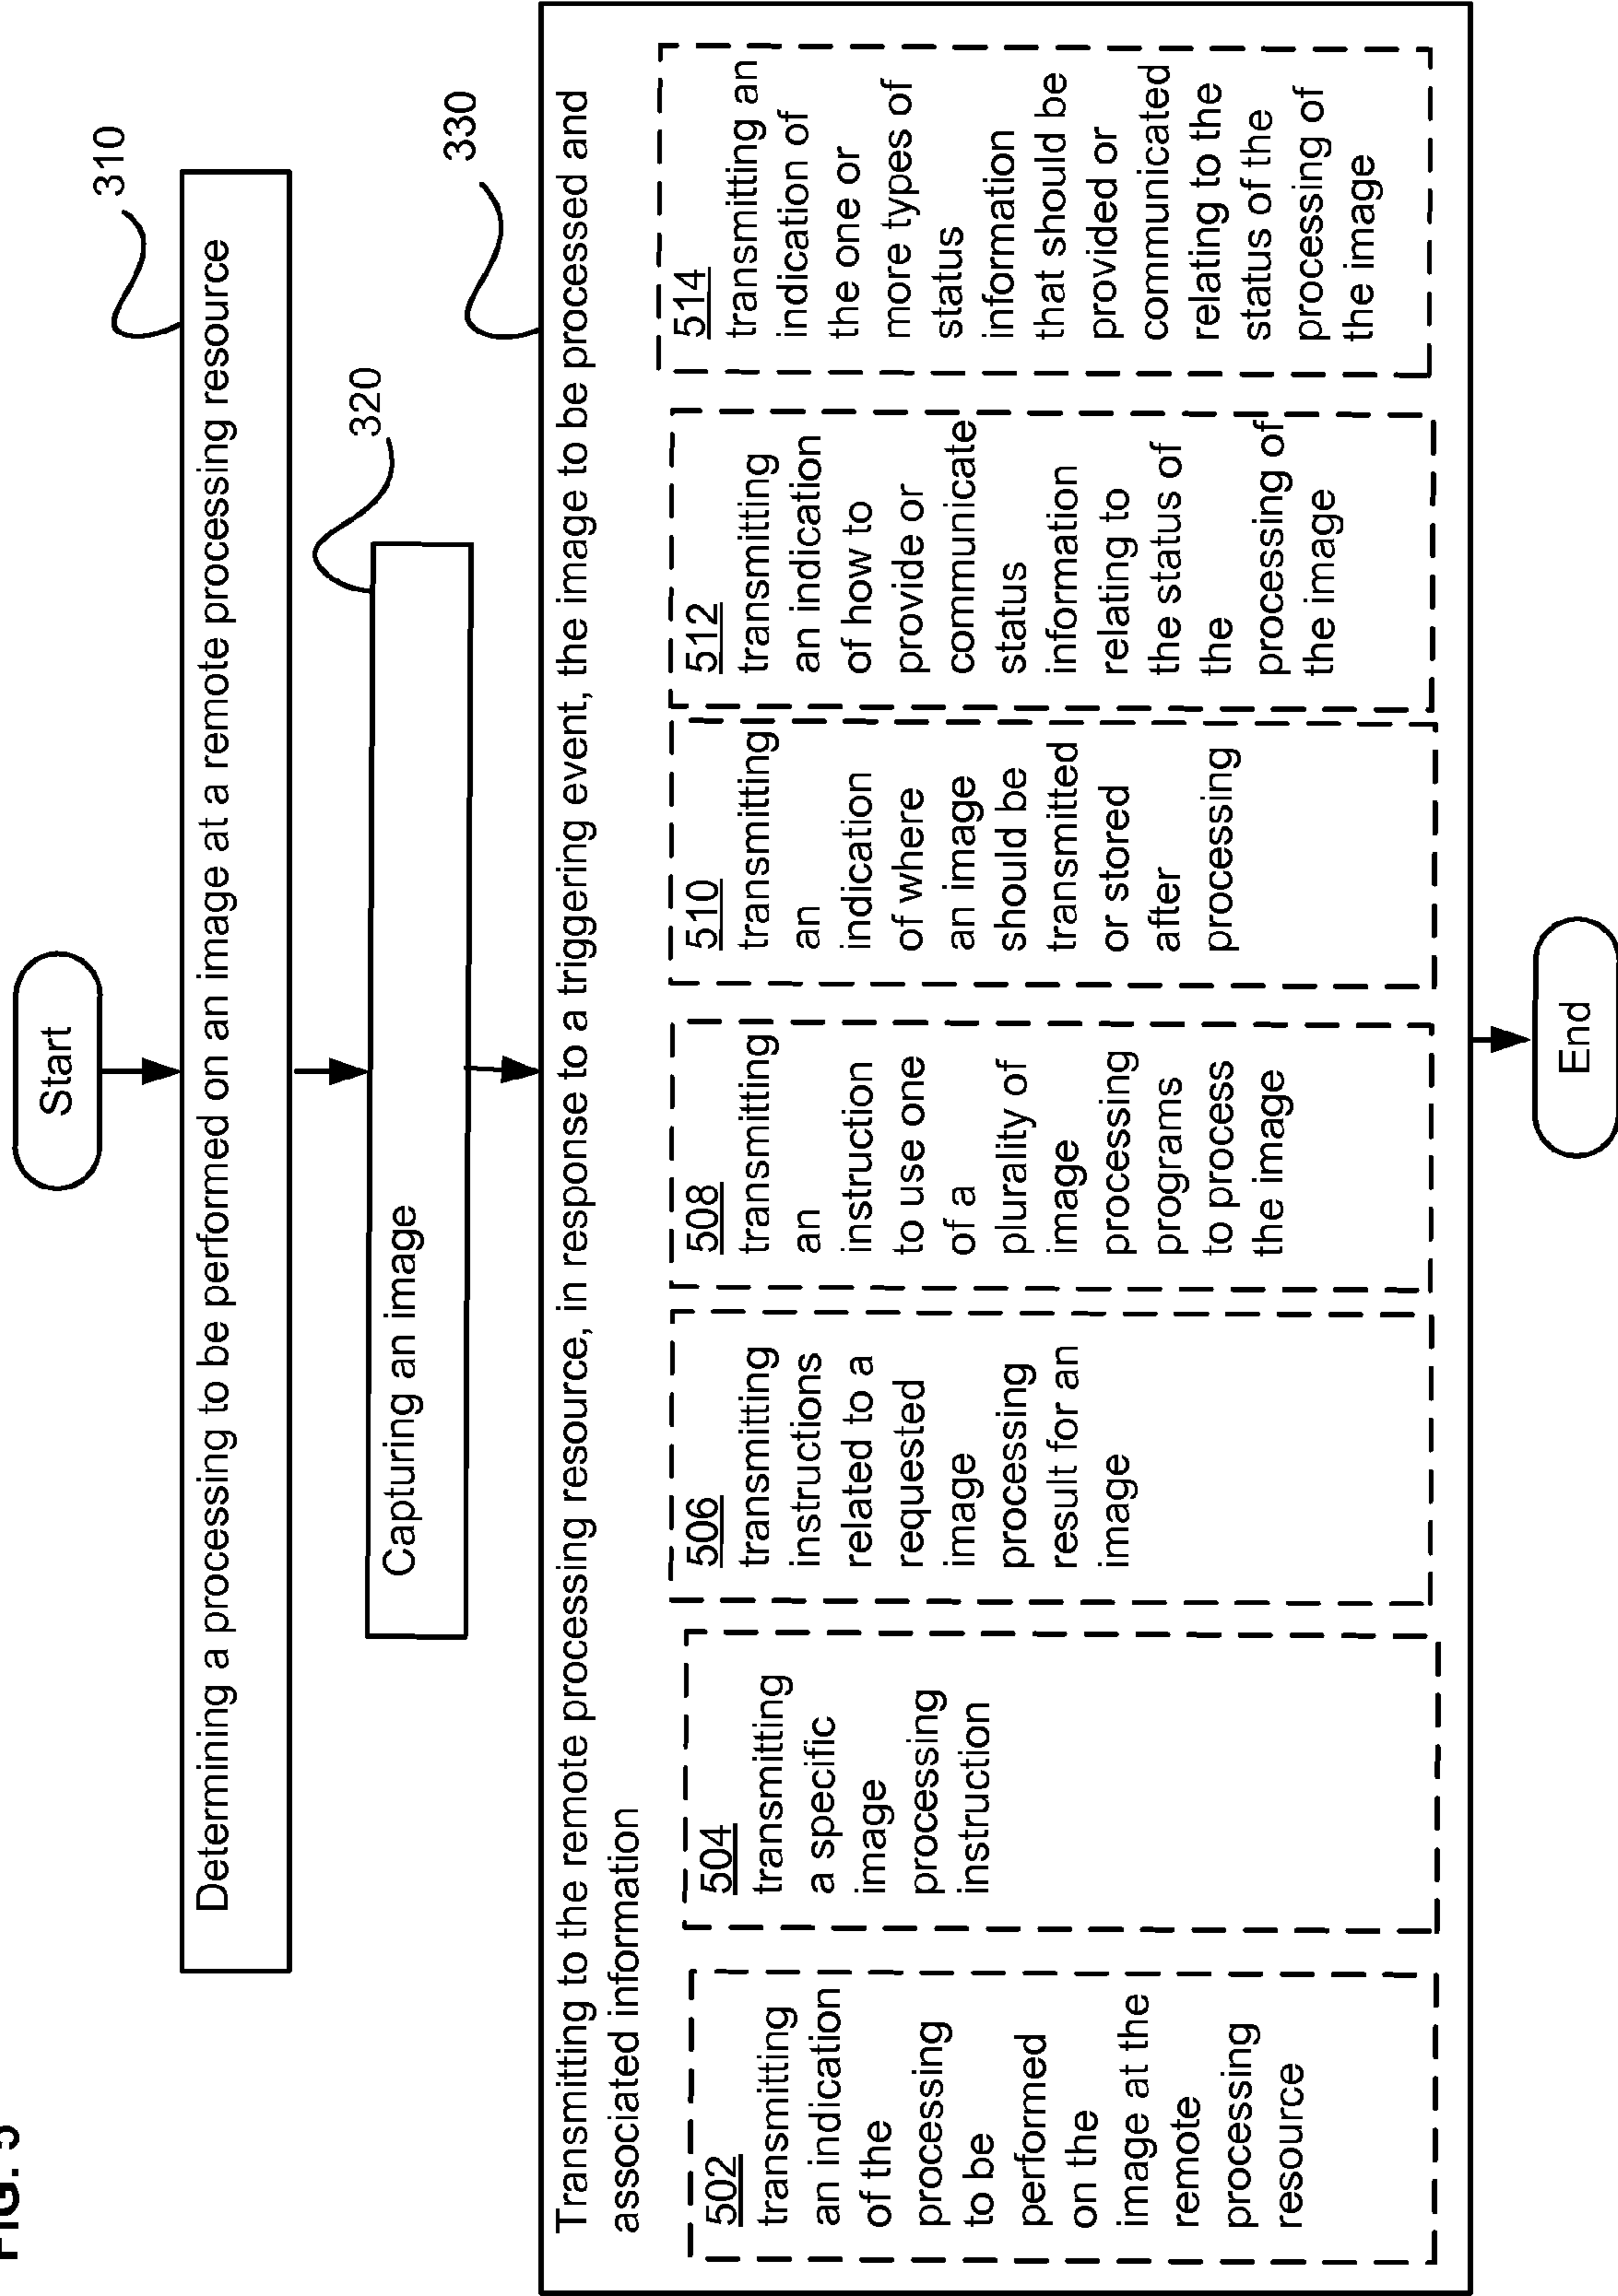 FIG. 5
Start
310
Determining a processing to be performed on an image at a remote processing resource
320
Capturing an image
330
Transmitting to the remote processing resource, in response to a triggering event, the image to be processed and
associated information
502
transmitting
an indication
of the
processing
to be
performed
on the
image at the
remote
processing
resource
504
transmitting
a specific
image
processing
instruction
506
transmitting
instructions
related to a
requested
image
processing
result for an
image
508
transmitting
an
instruction
to use one
of a
plurality of
image
processing
programs
to process
the image
510
transmitting
an
indication
of where
an image
should be
transmitted
or stored
after
processing
512
transmitting
an indication
of how to
provide or
communicate
status
information
relating to
the status of
the
processing of
the image
514
transmitting an
indication of
the one or
more types of
status
information
that should be
provided or
communicated
relating to the
status of the
processing of
the image
End